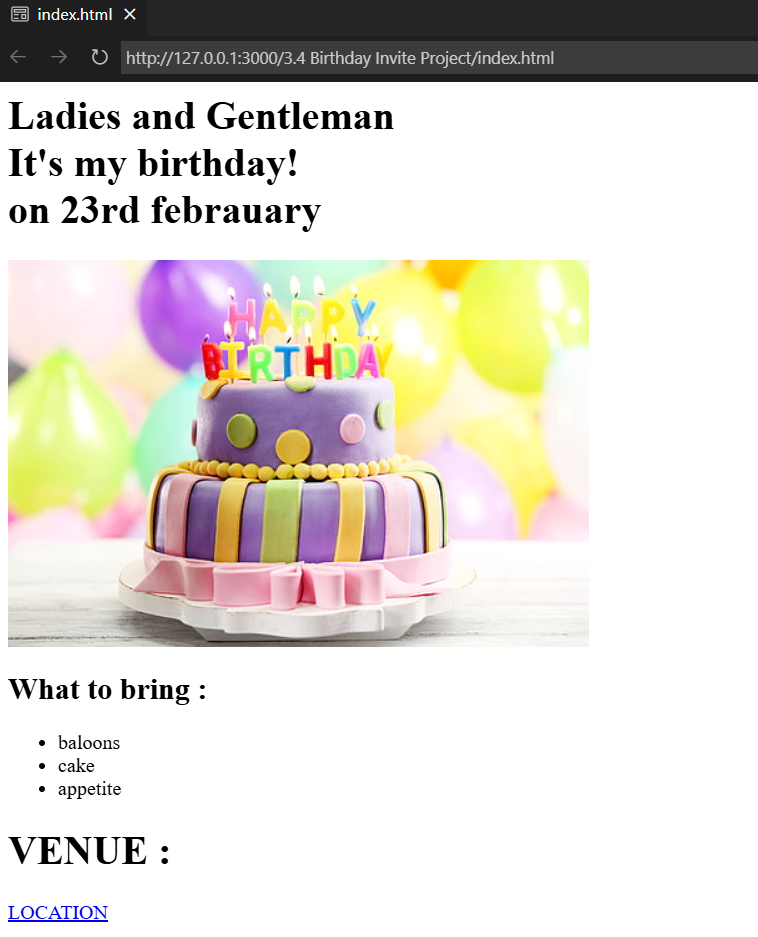 index.html
http://127.0.0.1:3000/3.4 Birthday Invite Project/index.html
Ladies and Gentleman
It's my birthday!
on 23rd febrauary
HAPPY
BIRTHDAY
What to bring :
baloons
cake
appetite
VENUE :
LOCATION